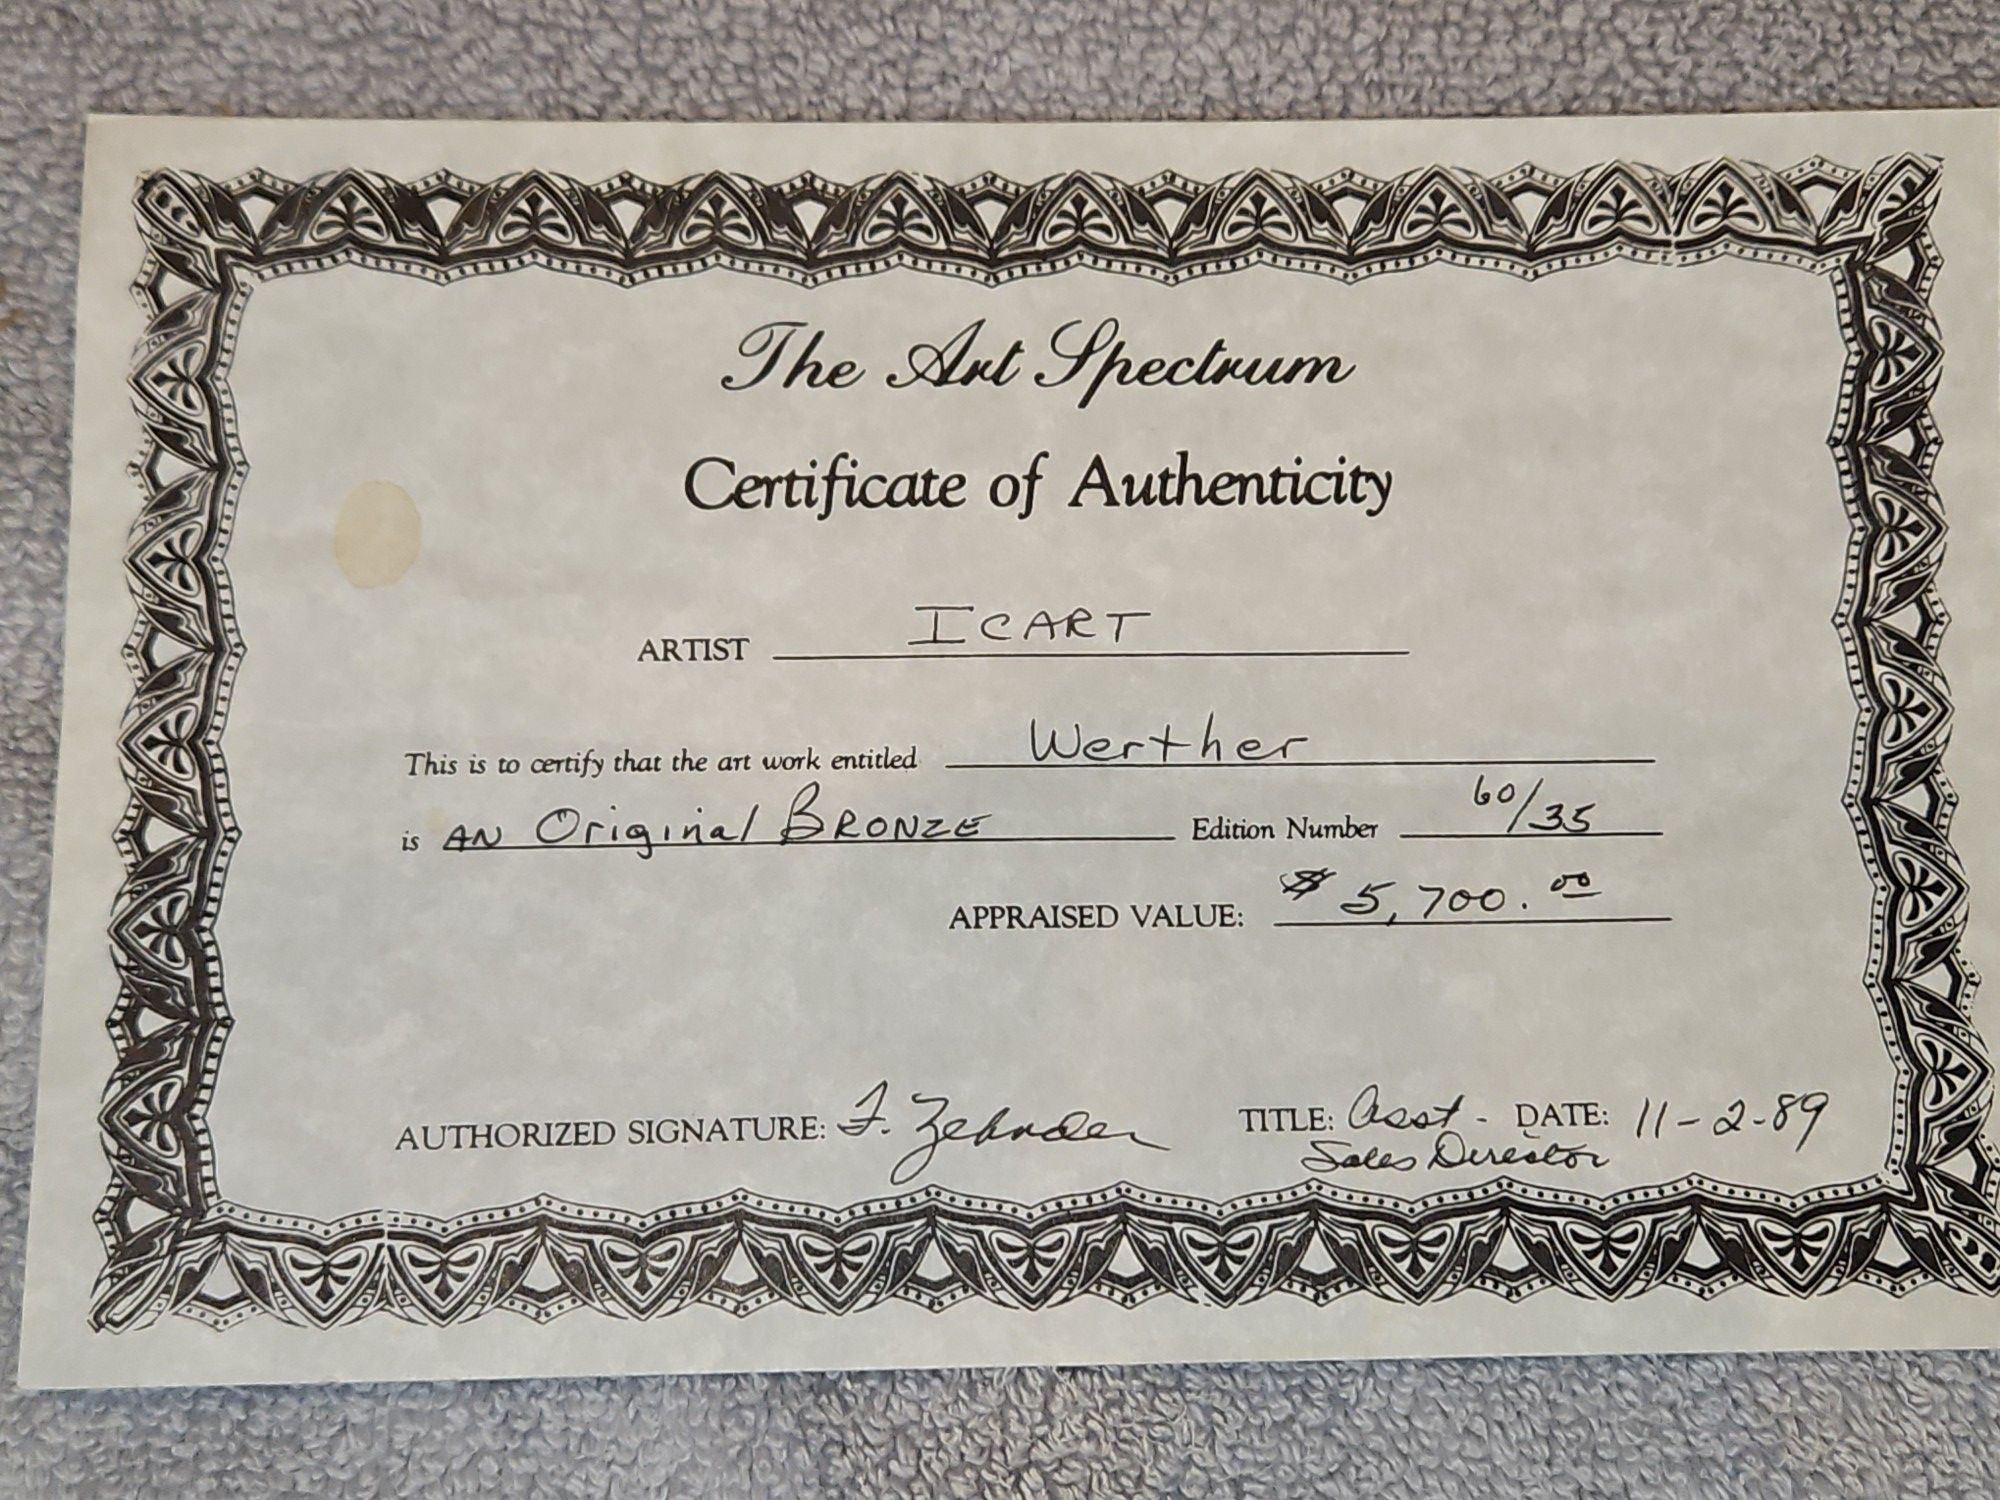 The Art Spectrum
Certificate of Authenticity
ARTIST ICART
This is to certify that the art work entitled Werther
is AN Original BRONZE Edition Number 60/35
APPRAISED VALUE: $5,700.00
AUTHORIZED SIGNATURE: F. Zehnder TITLE: Asst - DATE: 11-2-89
Sales Director